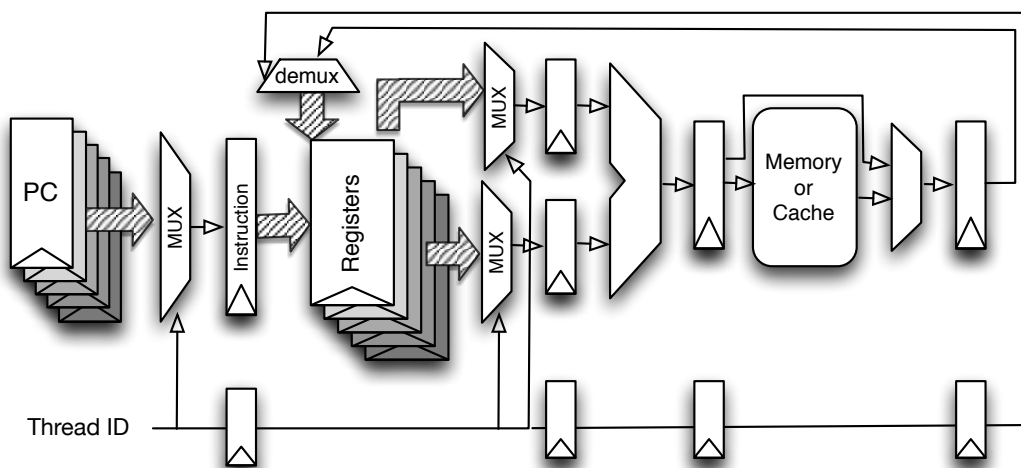 demux
MUX
PC
MUX
Instruction
Registers
MUX
Memory
or
Cache
Thread ID